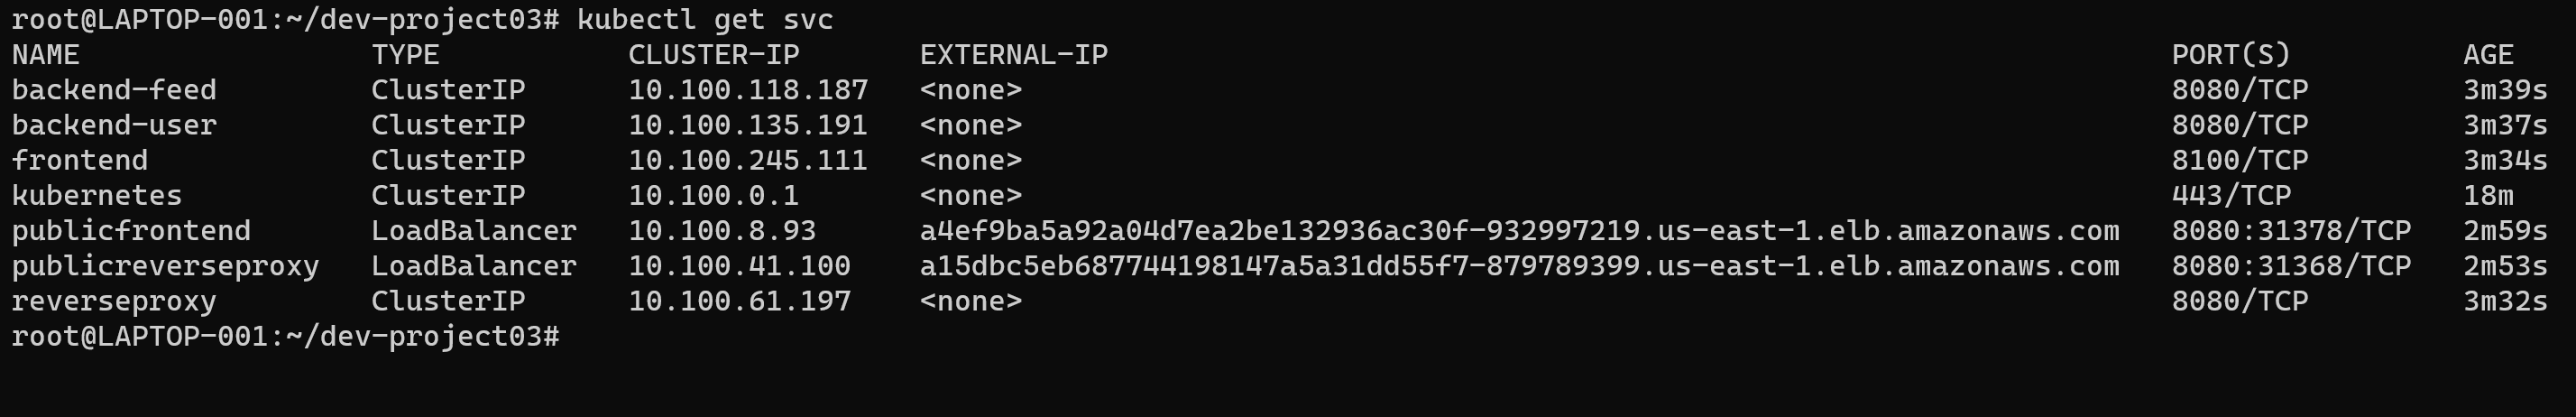 root@LAPTOP-001:~/dev-project03# kubectl get svc
NAME TYPE CLUSTER-IP EXTERNAL-IP PORT(S) AGE
backend-feed ClusterIP 10.100.118.187 <none> 8080/TCP 3m39s
backend-user ClusterIP 10.100.135.191 <none> 8080/TCP 3m37s
frontend ClusterIP 10.100.245.111 <none> 8100/TCP 3m34s
kubernetes ClusterIP 10.100.0.1 <none> 443/TCP 18m
publicfrontend LoadBalancer 10.100.8.93 a4ef9ba5a92a04d7ea2be132936ac30f-932997219.us-east-1.elb.amazonaws.com 8080:31378/TCP 2m59s
publicreverseproxy LoadBalancer 10.100.41.100 a15dbc5eb687744198147a5a31dd55f7-879789399.us-east-1.elb.amazonaws.com 8080:31368/TCP 2m53s
reverseproxy ClusterIP 10.100.61.197 <none> 8080/TCP 3m32s
root@LAPTOP-001:~/dev-project03#